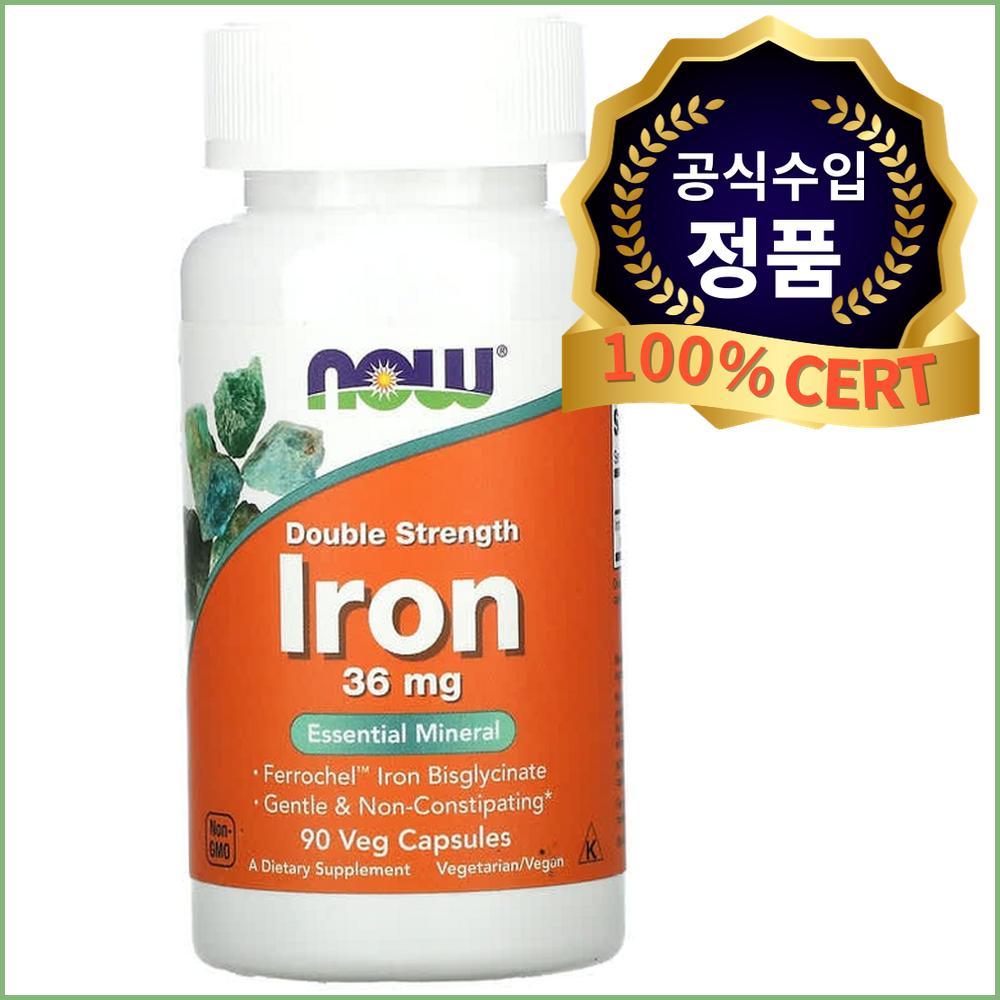 공식수입
정품
100% CERT
now®
Double Strength
Iron
36 mg
Essential Mineral
• Ferrochel™ Iron Bisglycinate
• Gentle & Non-Constipating*
90 Veg Capsules
Non-
GMO
A Dietary Supplement Vegetarian/Vegan
K